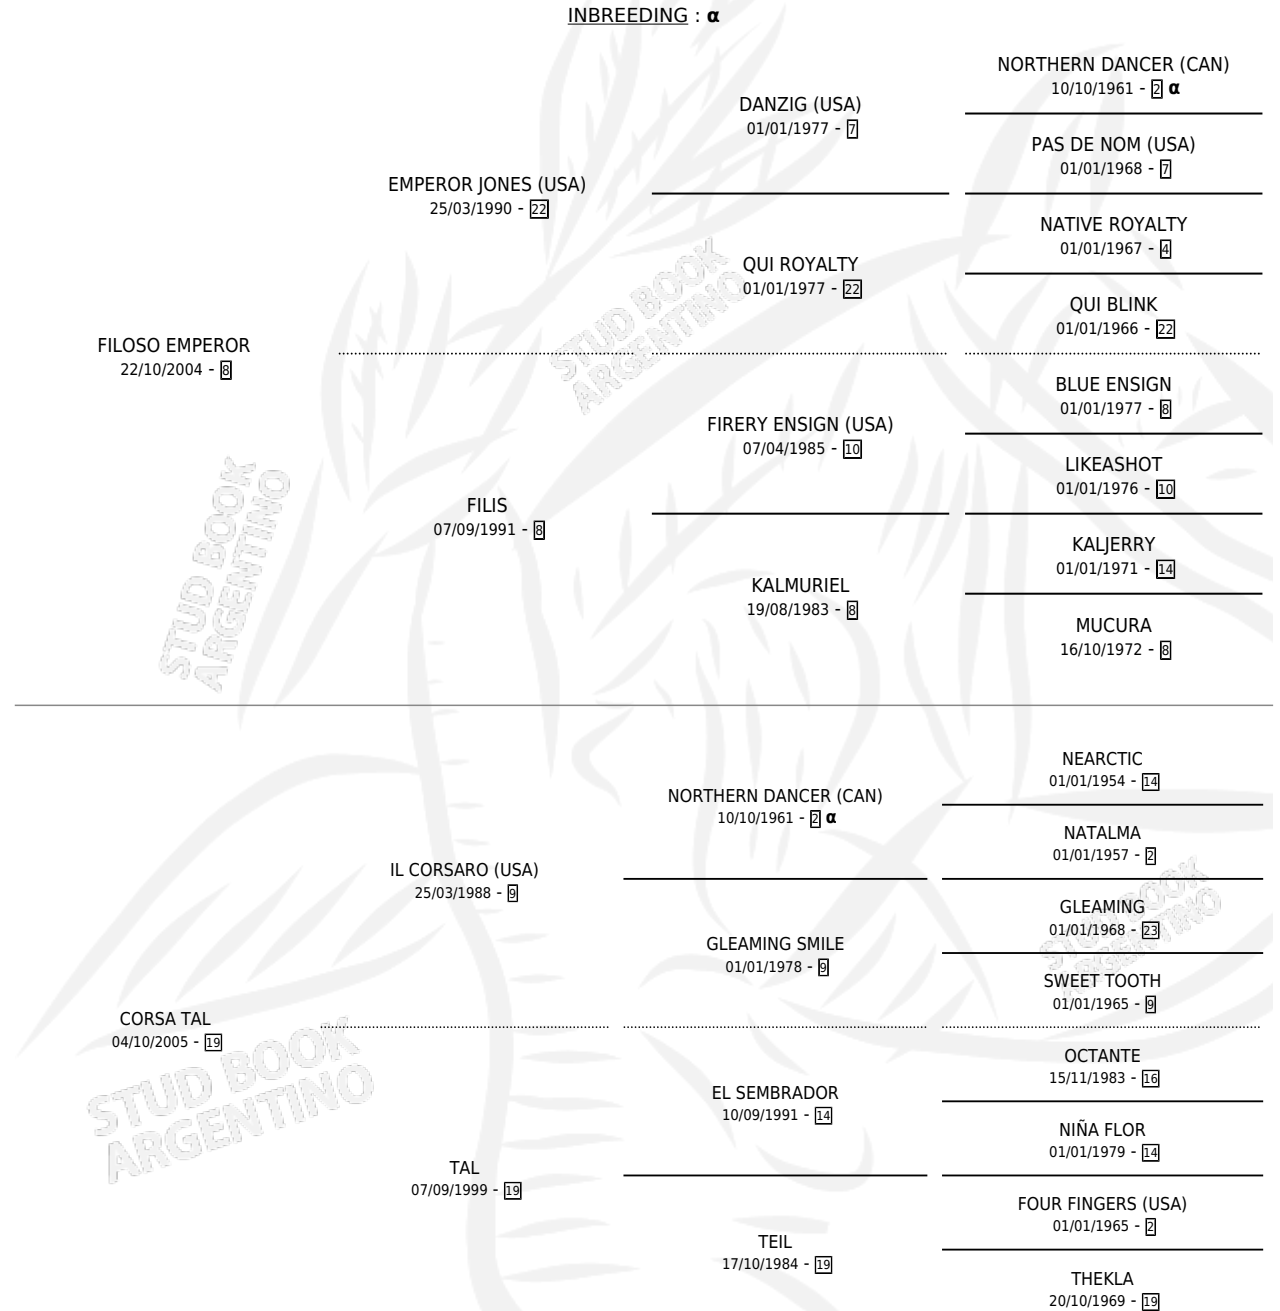 INBREEDING : α
NORTHERN DANCER (CAN)
10/10/1961 - 2 α
DANZIG (USA)
01/01/1977 - 7
PAS DE NOM (USA)
01/01/1968 - 7
EMPEROR JONES (USA)
25/03/1990 - 22
NATIVE ROYALTY
01/01/1967 - 4
QUI ROYALTY
01/01/1977 - 22
QUI BLINK
01/01/1966 - 22
FILOSO EMPEROR
22/10/2004 - 8
BLUE ENSIGN
01/01/1977 - 8
FIRERY ENSIGN (USA)
07/04/1985 - 10
LIKEASHOT
01/01/1976 - 10
FILIS
07/09/1991 - 8
KALJERRY
01/01/1971 - 14
KALMURIEL
19/08/1983 - 8
MUCURA
16/10/1972 - 8
STUD BOOK
ARGENTINO
STUD BOOK
ARGENTINO
NEARCTIC
01/01/1954 - 14
NORTHERN DANCER (CAN)
10/10/1961 - 2 α
NATALMA
01/01/1957 - 2
IL CORSARO (USA)
25/03/1988 - 9
GLEAMING
01/01/1968 - 23
GLEAMING SMILE
01/01/1978 - 9
SWEET TOOTH
01/01/1965 - 9
CORSA TAL
04/10/2005 - 19
OCTANTE
15/11/1983 - 16
EL SEMBRADOR
10/09/1991 - 14
NIÑA FLOR
01/01/1979 - 14
TAL
07/09/1999 - 19
FOUR FINGERS (USA)
01/01/1965 - 2
TEIL
17/10/1984 - 19
THEKLA
20/10/1969 - 19
STUD BOOK
ARGENTINO
STUD BOOK
ARGENTINO